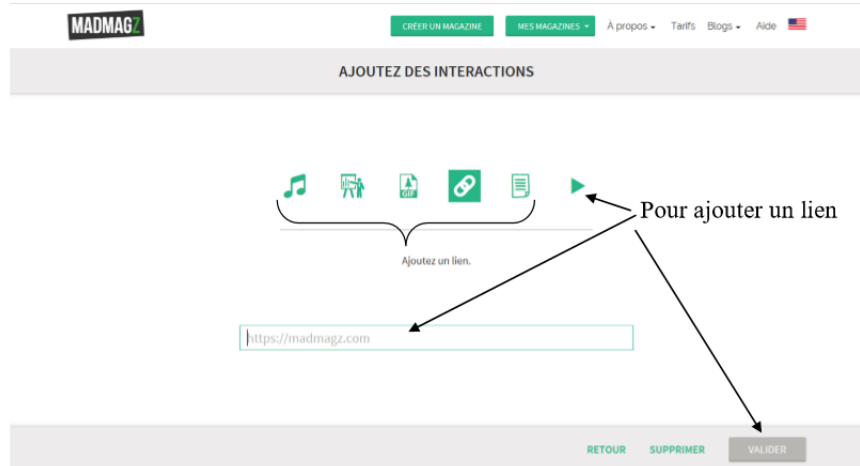 MADMAGZ CRÉER UN MAGAZINE MES MAGAZINES À propos Tarifs Blogs Aide
AJOUTEZ DES INTERACTIONS
GIF
Pour ajouter un lien
Ajoutez un lien.
https://madmagz.com
RETOUR SUPPRIMER VALIDER